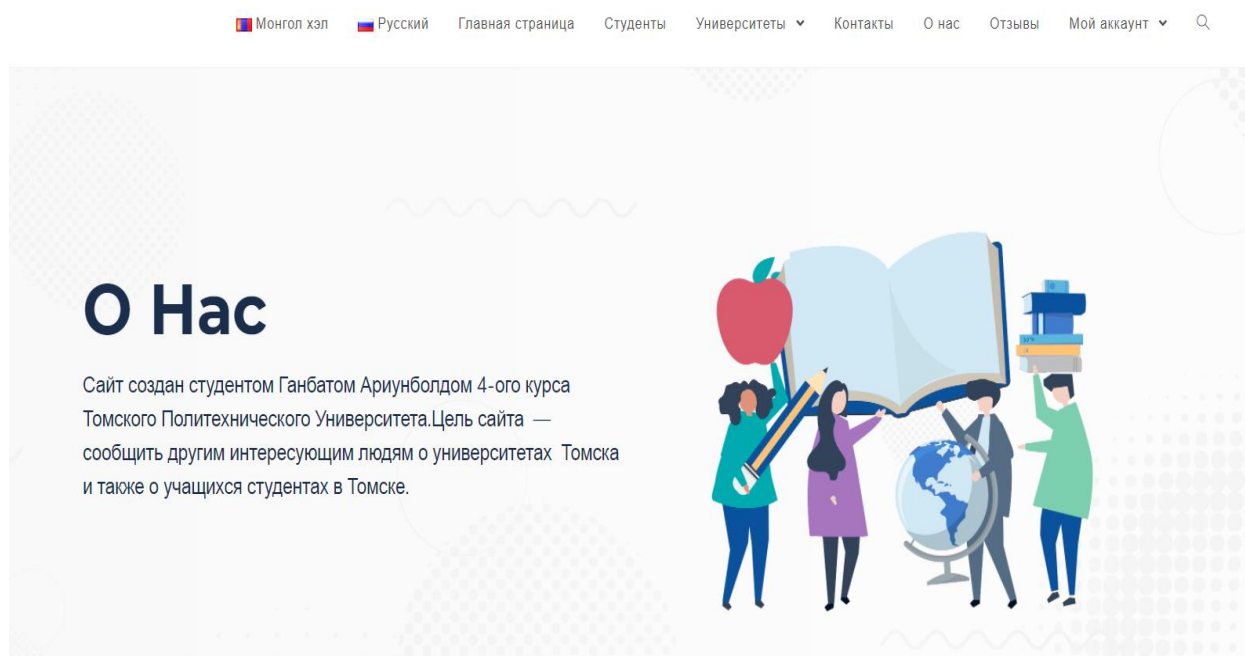 Монгол хэл Русский Главная страница Студенты Университеты Контакты О нас Отзывы Мой аккаунт
О Нас
Сайт создан студентом Ганбатом Ариунболдом 4-ого курса
Томского Политехнического Университета.Цель сайта —
сообщить другим интересующим людям о университетах Томска
и также о учащихся студентах в Томске.